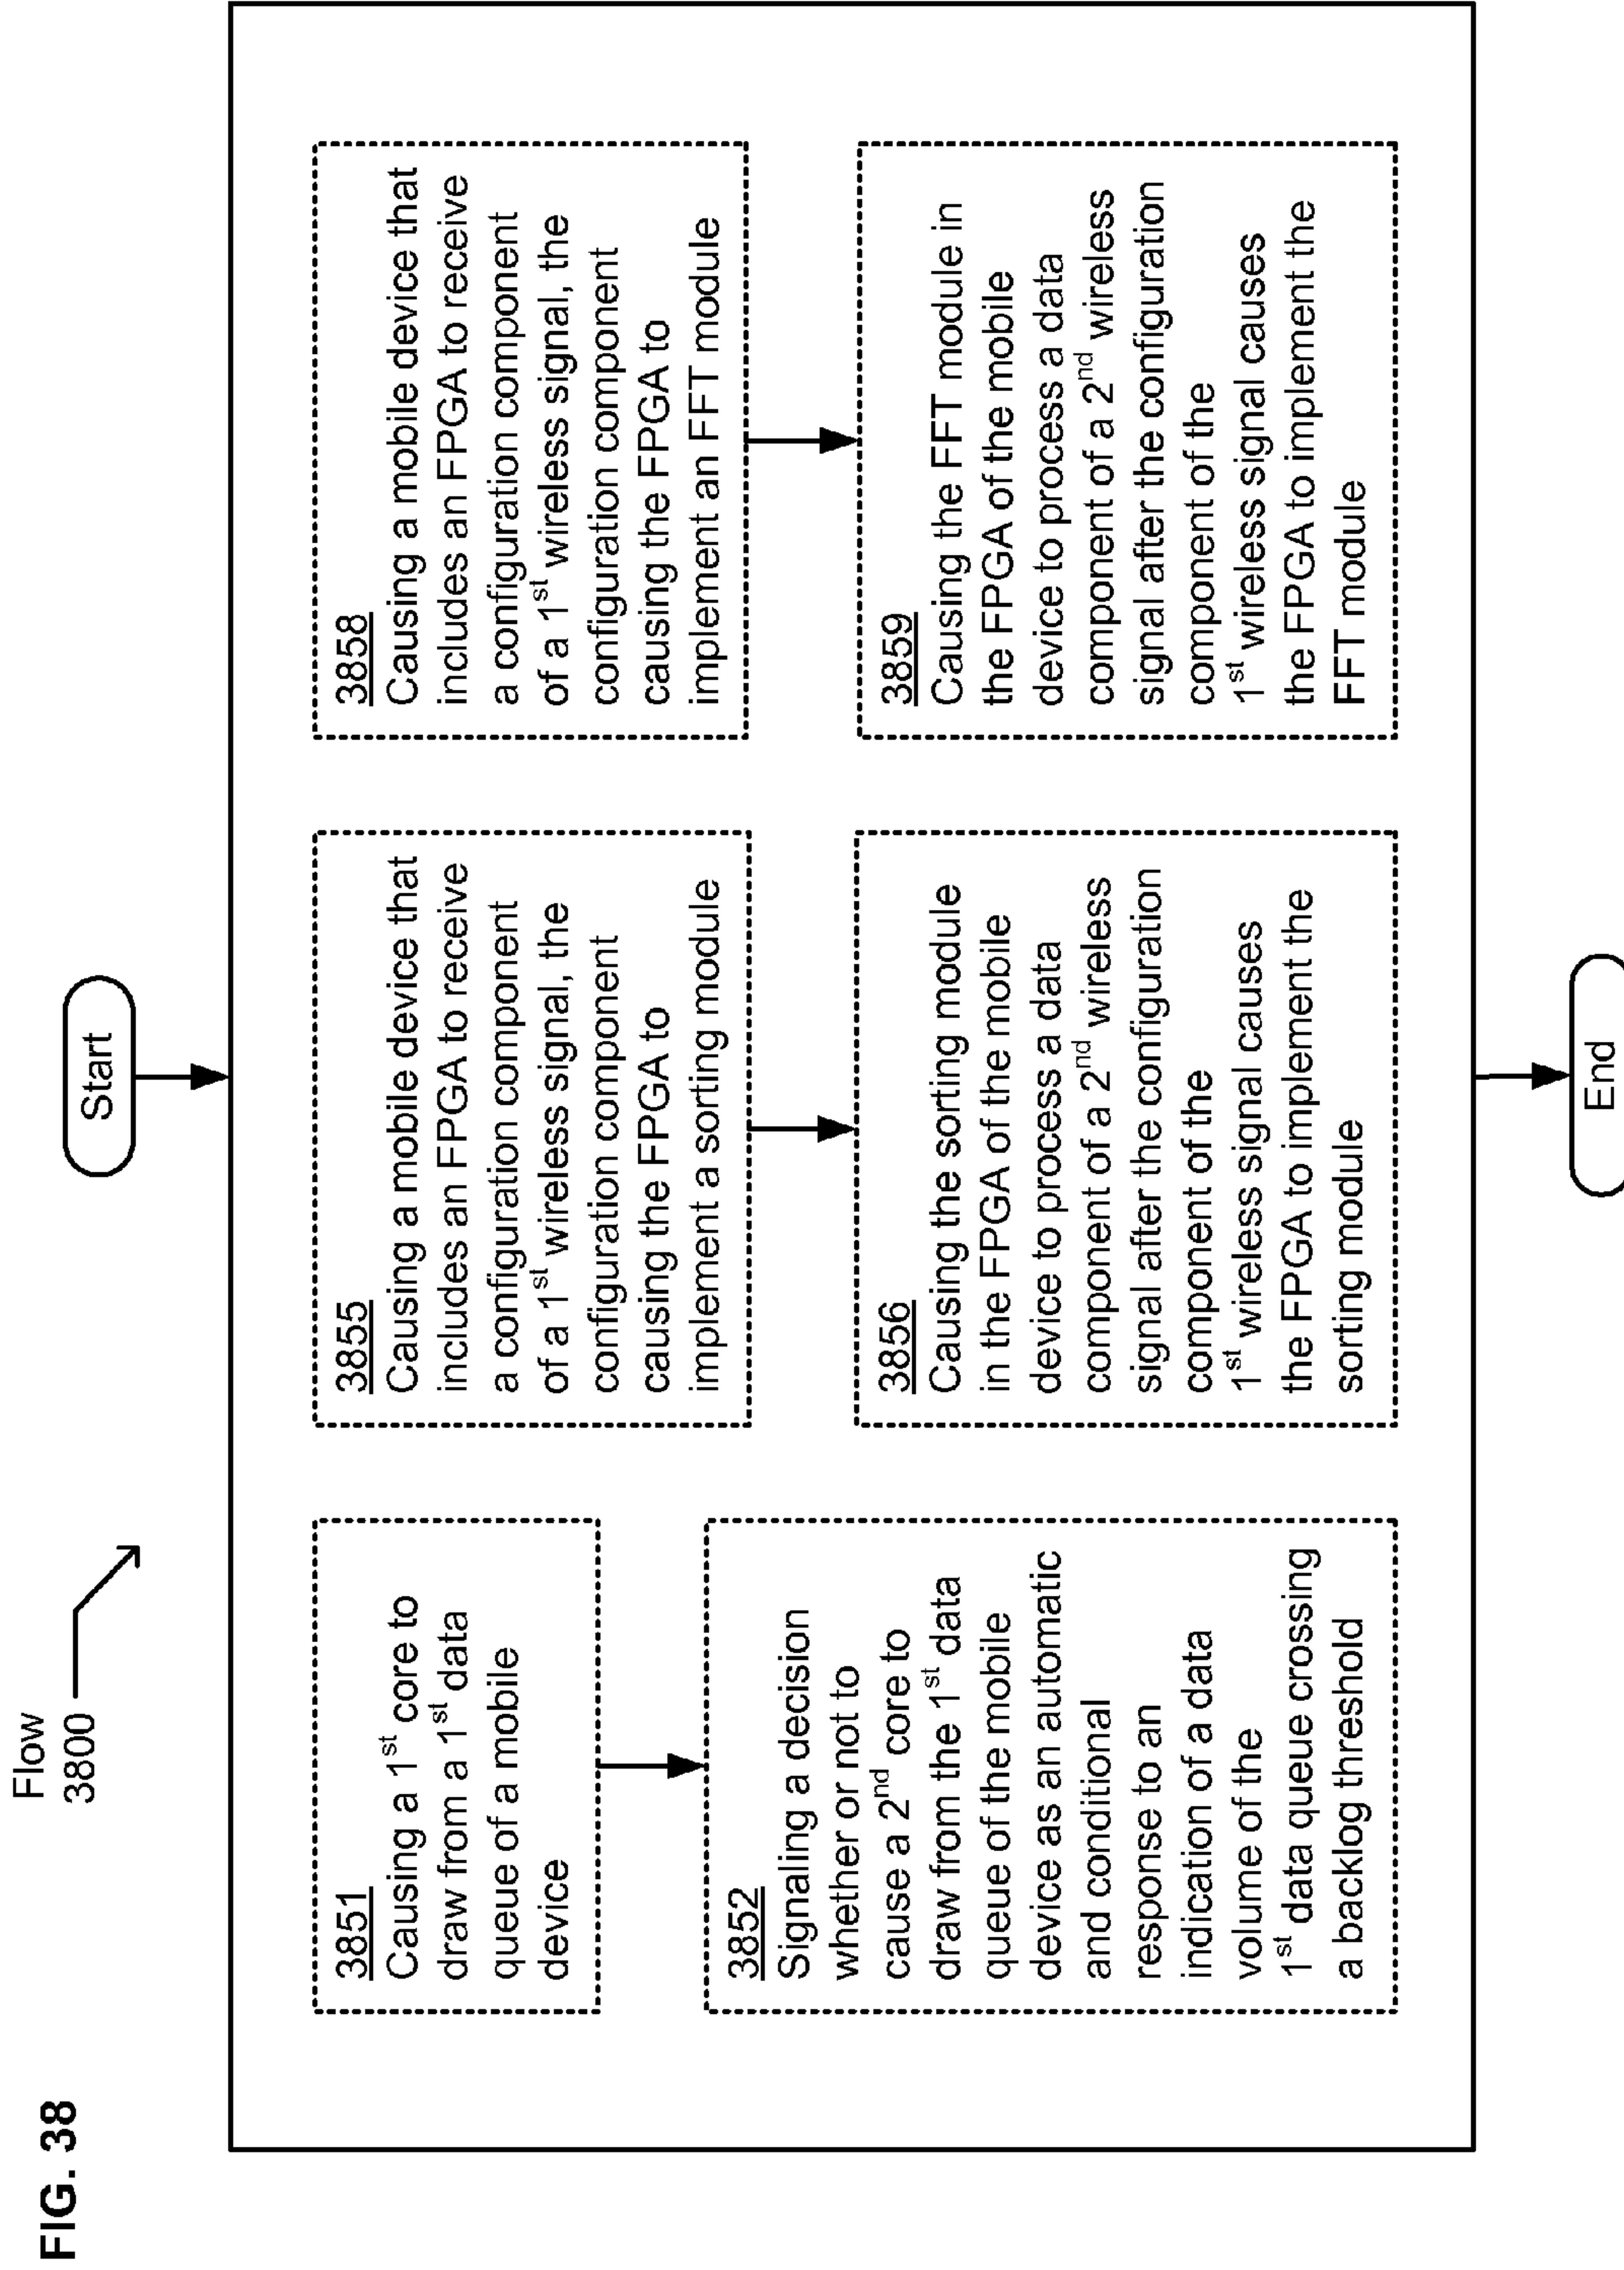 FIG. 38
Flow
3800
Start
3851
Causing a 1st core to
draw from a 1st data
queue of a mobile
device
3852
Signaling a decision
whether or not to
cause a 2nd core to
draw from the 1st data
queue of the mobile
device as an automatic
and conditional
response to an
indication of a data
volume of the
1st data queue crossing
a backlog threshold
3855
Causing a mobile device that
includes an FPGA to receive
a configuration component
of a 1st wireless signal, the
configuration component
causing the FPGA to
implement a sorting module
3856
Causing the sorting module
in the FPGA of the mobile
device to process a data
component of a 2nd wireless
signal after the configuration
component of the
1st wireless signal causes
the FPGA to implement the
sorting module
3858
Causing a mobile device that
includes an FPGA to receive
a configuration component
of a 1st wireless signal, the
configuration component
causing the FPGA to
implement an FFT module
3859
Causing the FFT module in
the FPGA of the mobile
device to process a data
component of a 2nd wireless
signal after the configuration
component of the
1st wireless signal causes
the FPGA to implement the
FFT module
End